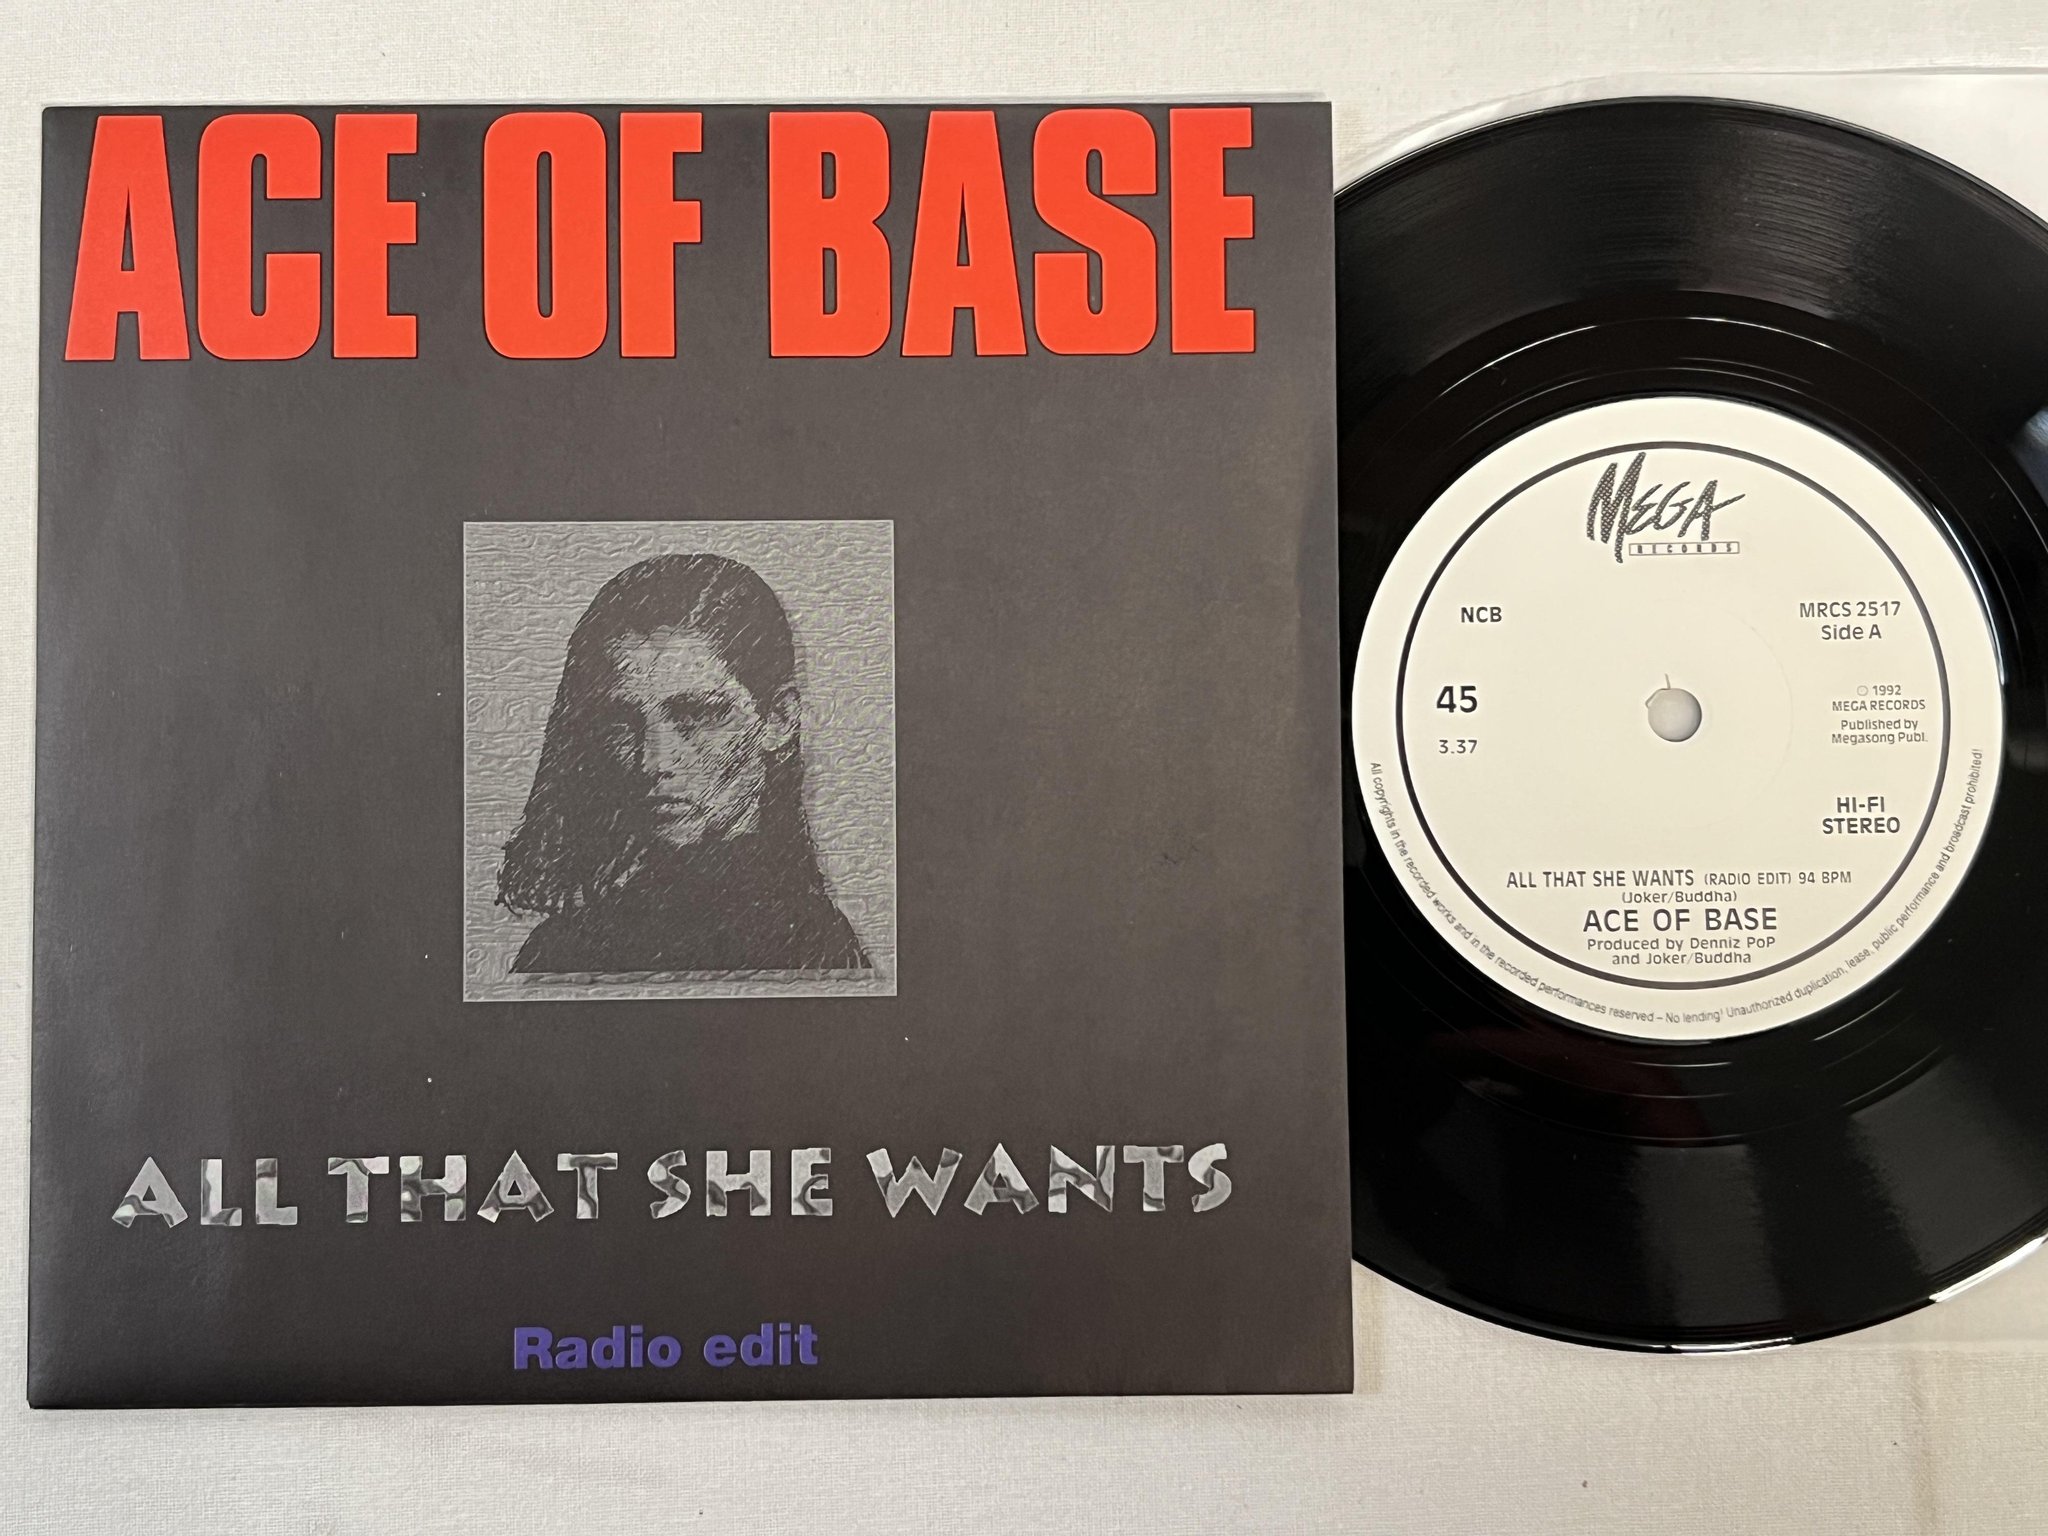 ACE OF BASE
ALL THAT SHE WANTS
Radio edit
MEGA
RECORDS
NCB
MRCS 2517
Side A
45
3.37
℗ 1992
MEGA RECORDS
Published by
Megasong Publ.
HI-FI
STEREO
ALL THAT SHE WANTS (RADIO EDIT) 94 BPM
(Joker/Buddha)
ACE OF BASE
Produced by Denniz PoP
and Joker/Buddha
All copyrights in the recorded works and in the recorded performances reserved – No lending! Unauthorized duplication, lease, public performance and broadcast prohibited!